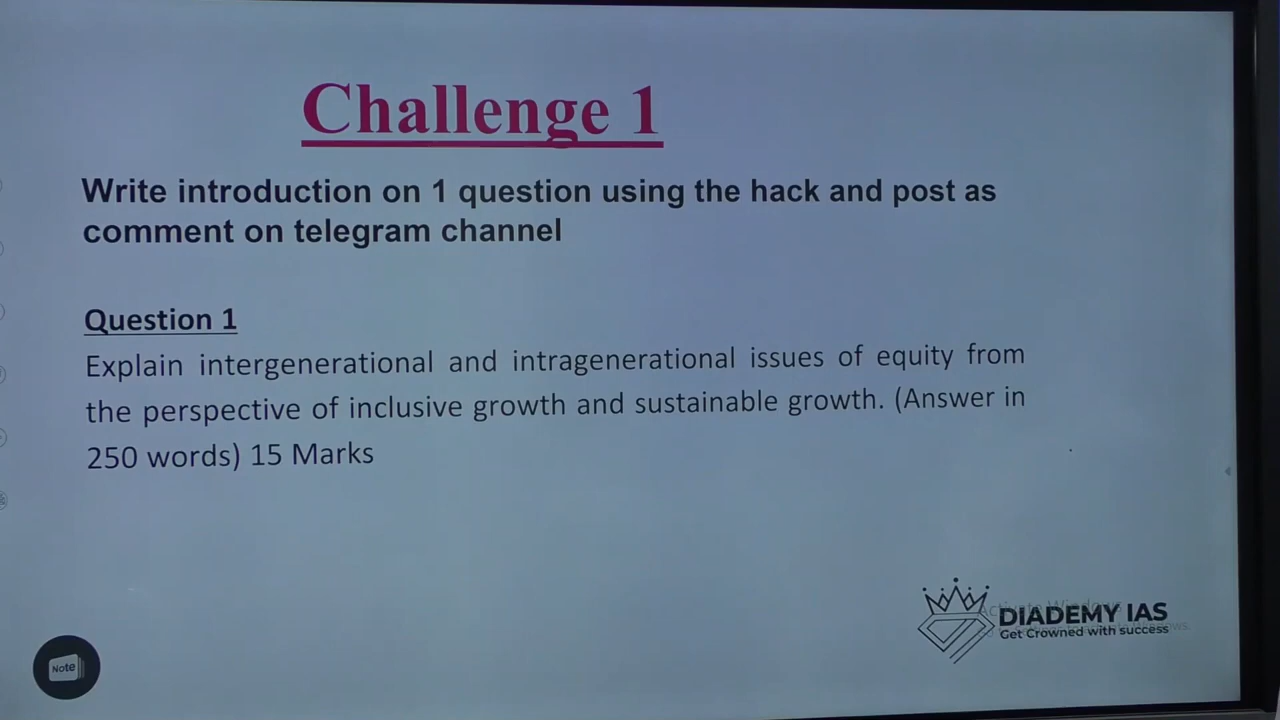 Challenge 1
Write introduction on 1 question using the hack and post as
comment on telegram channel
Question 1
Explain intergenerational and intragenerational issues of equity from
the perspective of inclusive growth and sustainable growth. (Answer in
250 words) 15 Marks
Activate Windows
DIADEMY IAS
Get Crowned with success
Note